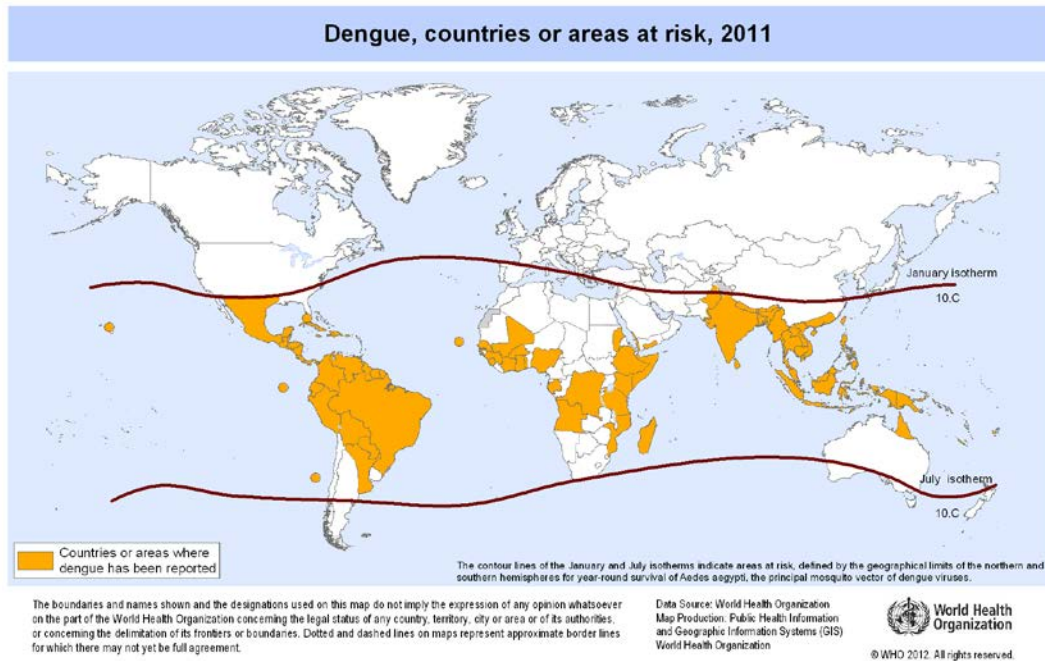 Dengue, countries or areas at risk, 2011
January isotherm
10.C
July isotherm
10.C
Countries or areas where
dengue has been reported
The contour lines of the January and July isotherms indicate areas at risk, defined by the geographical limits of the northern and
southern hemispheres for year-round survival of Aedes aegypti, the principal mosquito vector of dengue viruses.
The boundaries and names shown and the designations used on this map do not imply the expression of any opinion whatsoever
on the part of the World Health Organization concerning the legal status of any country, territory, city or area or of its authorities,
or concerning the delimitation of its frontiers or boundaries. Dotted and dashed lines on maps represent approximate border lines
for which there may not yet be full agreement.
Data Source: World Health Organization
Map Production: Public Health Information
and Geographic Information Systems (GIS)
World Health Organization
World Health
Organization
© WHO 2012. All rights reserved.